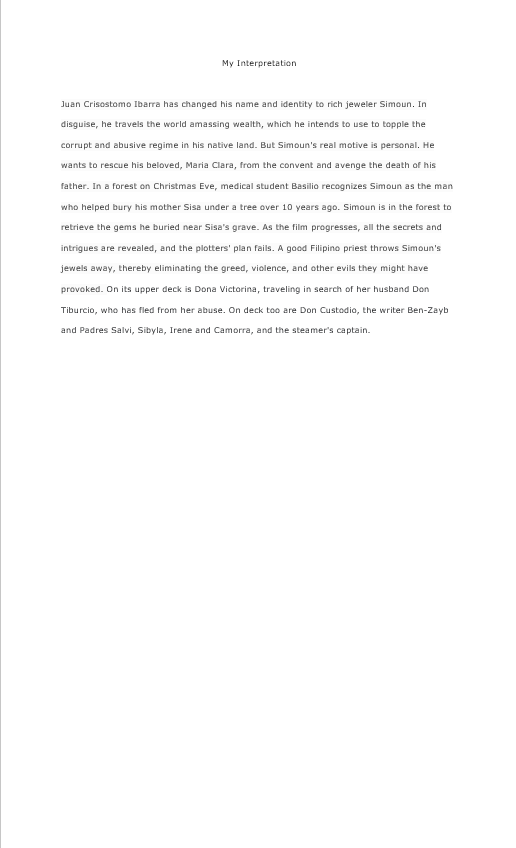 My Interpretation
Juan Crisostomo Ibarra has changed his name and identity to rich jeweler Simoun. In
disguise, he travels the world amassing wealth, which he intends to use to topple the
corrupt and abusive regime in his native land. But Simoun's real motive is personal. He
wants to rescue his beloved, Maria Clara, from the convent and avenge the death of his
father. In a forest on Christmas Eve, medical student Basilio recognizes Simoun as the man
who helped bury his mother Sisa under a tree over 10 years ago. Simoun is in the forest to
retrieve the gems he buried near Sisa's grave. As the film progresses, all the secrets and
intrigues are revealed, and the plotters' plan fails. A good Filipino priest throws Simoun's
jewels away, thereby eliminating the greed, violence, and other evils they might have
provoked. On its upper deck is Dona Victorina, traveling in search of her husband Don
Tiburcio, who has fled from her abuse. On deck too are Don Custodio, the writer Ben-Zayb
and Padres Salvi, Sibyla, Irene and Camorra, and the steamer's captain.